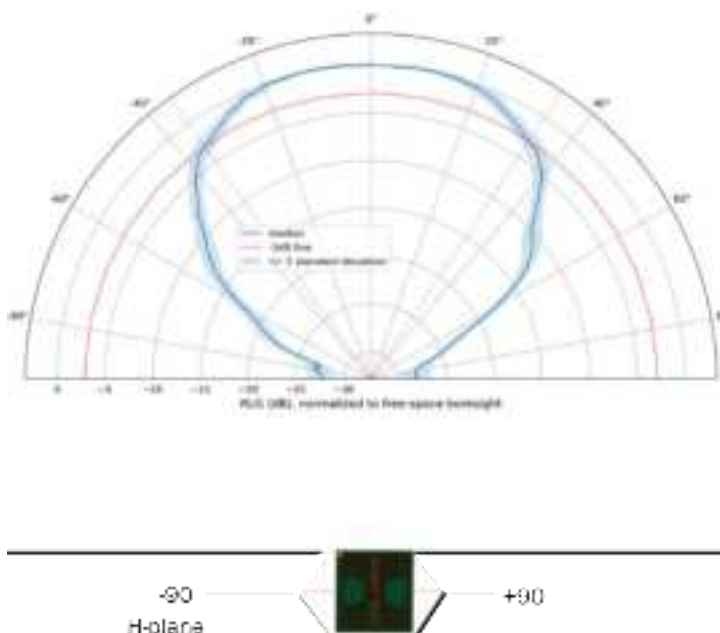 0°
-20°
20°
-40°
40°
-60°
60°
median
-3dB line
+/- 1 standard deviation
0 -5 -10 -15 -20 -25 -30
RLG (dB), normalized to free-space boresight
-90
+90
H-plane